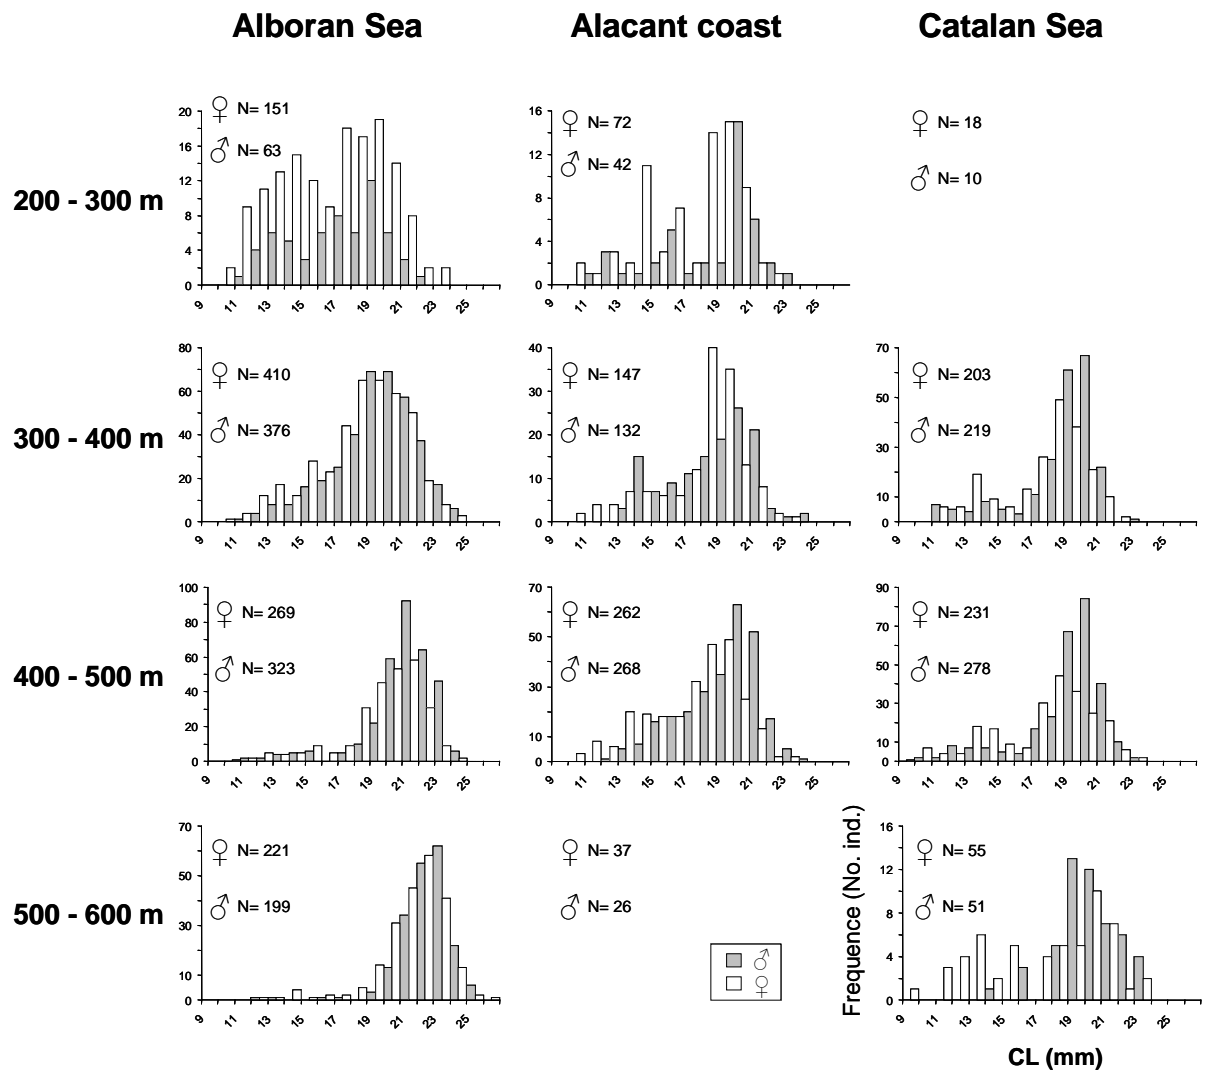 Alboran Sea Alacant coast Catalan Sea
200 - 300 m
♀ N= 151
♂ N= 63
20
16
12
8
4
0
9 11 13 15 17 19 21 23 25
♀ N= 72
♂ N= 42
16
12
8
4
0
9 11 13 15 17 19 21 23 25
♀ N= 18
♂ N= 10
300 - 400 m
♀ N= 410
♂ N= 376
80
60
40
20
0
9 11 13 15 17 19 21 23 25
♀ N= 147
♂ N= 132
40
30
20
10
0
9 11 13 15 17 19 21 23 25
♀ N= 203
♂ N= 219
70
50
30
10
0
9 11 13 15 17 19 21 23 25
400 - 500 m
♀ N= 269
♂ N= 323
100
80
60
40
20
0
9 11 13 15 17 19 21 23 25
♀ N= 262
♂ N= 268
70
50
30
10
0
9 11 13 15 17 19 21 23 25
♀ N= 231
♂ N= 278
90
70
50
30
10
0
9 11 13 15 17 19 21 23 25
500 - 600 m
♀ N= 221
♂ N= 199
70
50
30
10
0
9 11 13 15 17 19 21 23 25
♀ N= 37
♂ N= 26
♂
♀
Frequence (No. ind.)
♀ N= 55
♂ N= 51
16
12
8
4
0
9 11 13 15 17 19 21 23 25
CL (mm)